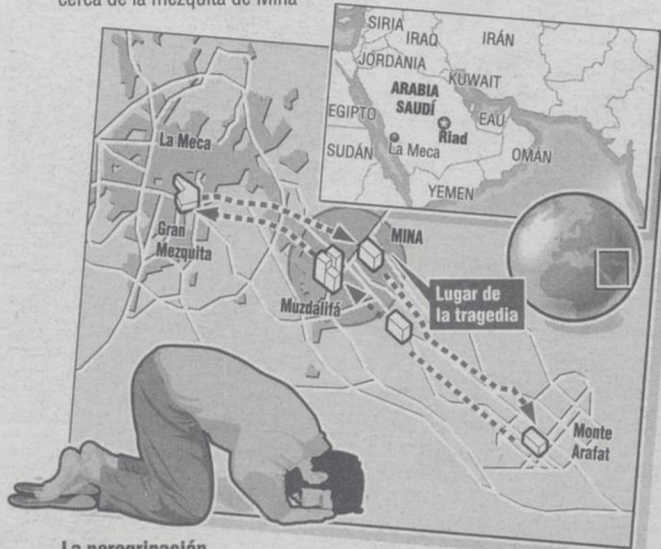 cerca de la mezquita de Mina
SIRIA
IRAQ
IRÁN
JORDANIA
KUWAIT
ARABIA
SAUDÍ
EGIPTO
EAU
Riad
La Meca
SUDÁN
OMÁN
YEMEN
La Meca
Gran
Mezquita
MINA
Muzdalifá
Lugar de
la tragedia
Monte
Arafat
La peregrinación